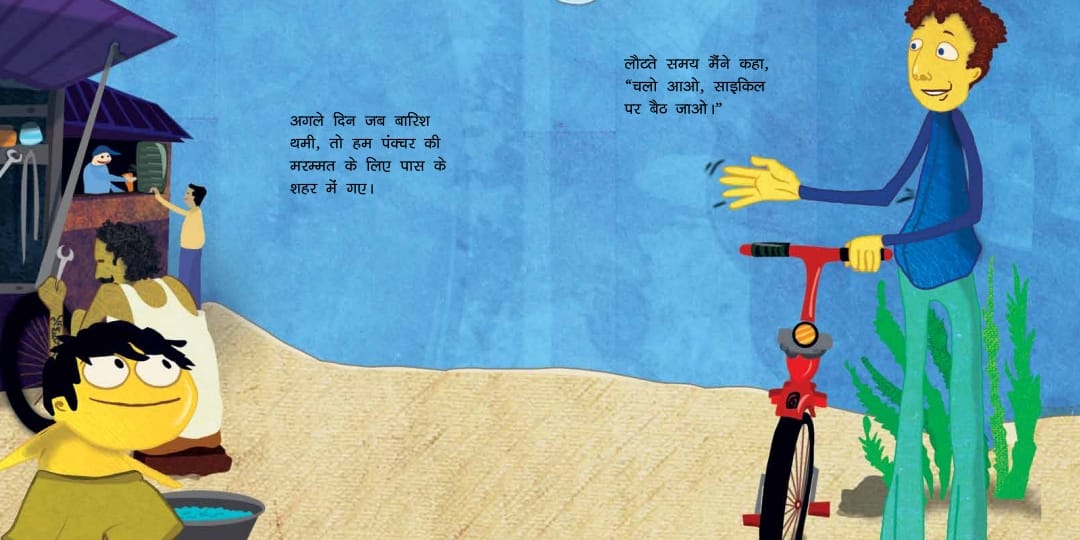 अगले दिन जब बारिश
थमी, तो हम पंक्चर की
मरम्मत के लिए पास के
शहर में गए।
लौटते समय मैंने कहा,
“चलो आओ, साइकिल
पर बैठ जाओ।”